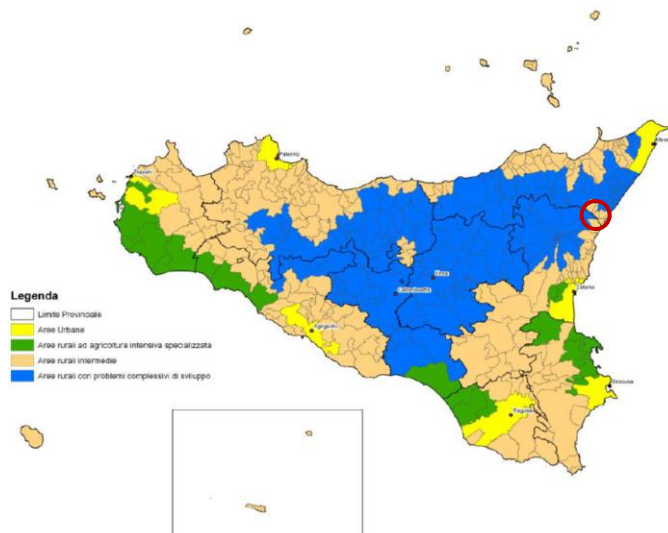 Messina
Palermo
Trapani
Enna
Caltanissetta
Catania
Agrigento
Siracusa
Ragusa
Legenda
Limite Provinciale
Aree Urbane
Aree rurali ad agricoltura intensiva specializzata
Aree rurali intermedie
Aree rurali con problemi complessivi di sviluppo